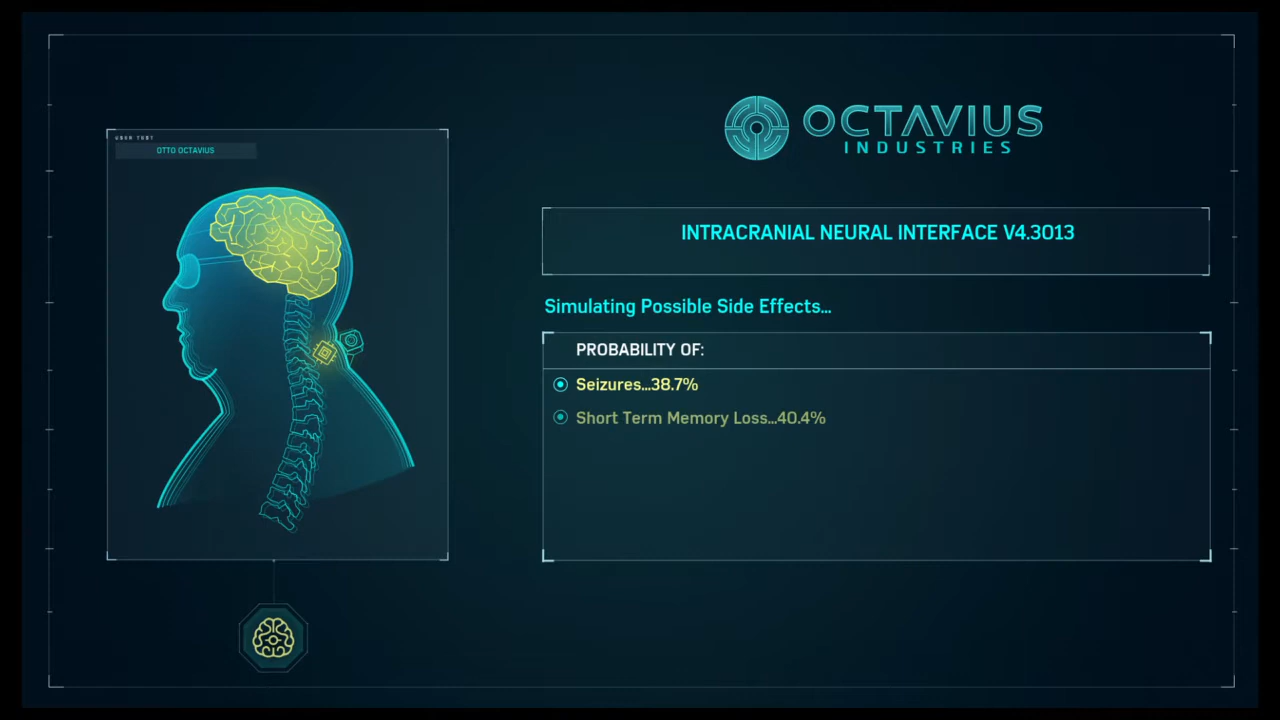 OTTO OCTAVIUS
OCTAVIUS
INDUSTRIES
INTRACRANIAL NEURAL INTERFACE V4.3013
Simulating Possible Side Effects...
PROBABILITY OF:
Seizures...38.7%
Short Term Memory Loss...40.4%